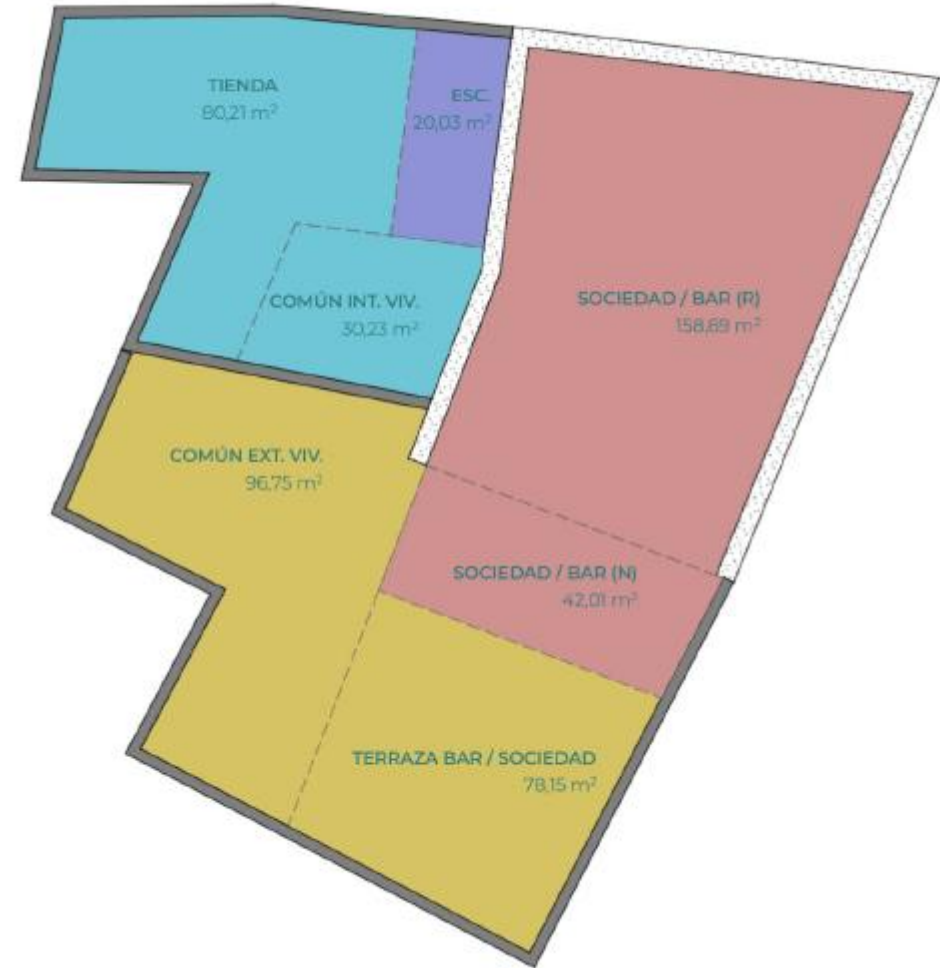 TIENDA
80,21 m²
ESC.
20,03 m²
COMÚN INT. VIV.
30,23 m²
SOCIEDAD / BAR (R)
158,69 m²
COMÚN EXT. VIV.
96,75 m²
SOCIEDAD / BAR (N)
42,01 m²
TERRAZA BAR / SOCIEDAD
78,15 m²